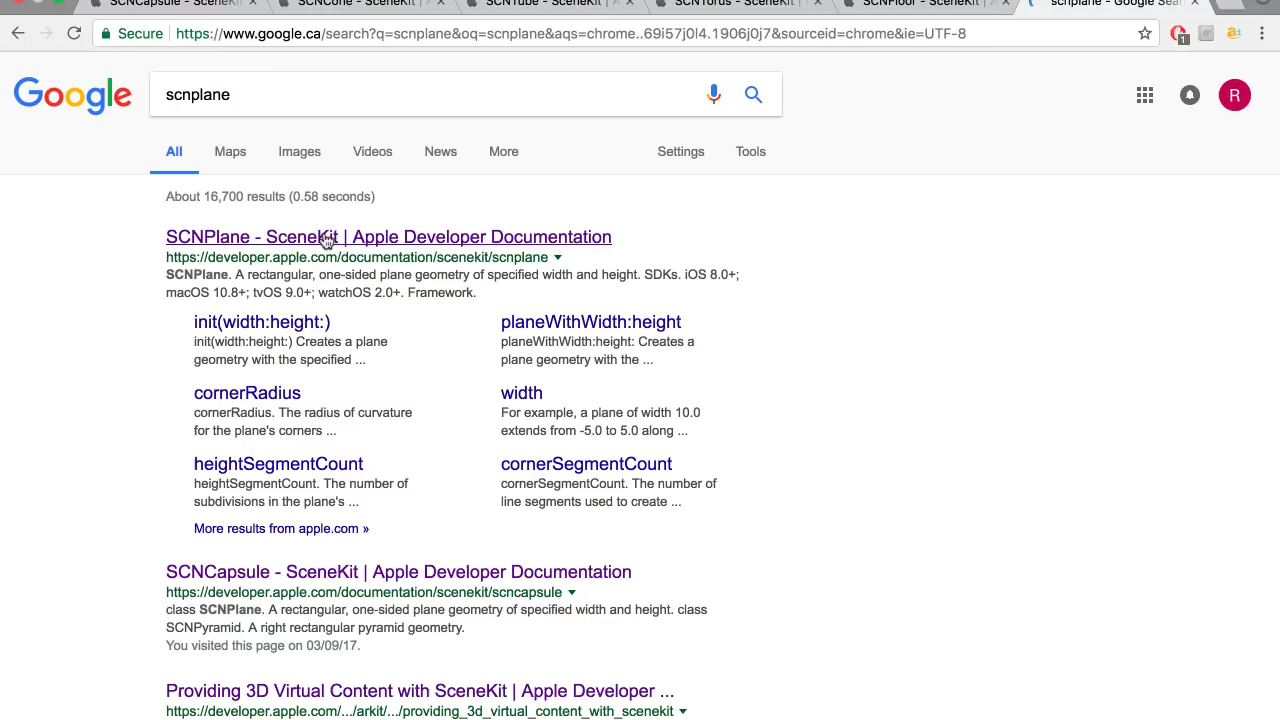 SCNCapsule - SceneKit | A
SCNCone - SceneKit | App
SCNTube - SceneKit | App
SCNTorus - SceneKit | App
SCNFloor - SceneKit | App
scnplane - Google Sear
Secure https://www.google.ca/search?q=scnplane&oq=scnplane&aqs=chrome..69i57j0l4.1906j0j7&sourceid=chrome&ie=UTF-8
1
Google
scnplane
R
All Maps Images Videos News More Settings Tools
About 16,700 results (0.58 seconds)
SCNPlane - SceneKit | Apple Developer Documentation
https://developer.apple.com/documentation/scenekit/scnplane
SCNPlane. A rectangular, one-sided plane geometry of specified width and height. SDKs. iOS 8.0+;
macOS 10.8+; tvOS 9.0+; watchOS 2.0+. Framework.
init(width:height:)
init(width:height:) Creates a plane
geometry with the specified ...
planeWithWidth:height
planeWithWidth:height: Creates a
plane geometry with the ...
cornerRadius
cornerRadius. The radius of curvature
for the plane's corners ...
width
For example, a plane of width 10.0
extends from -5.0 to 5.0 along ...
heightSegmentCount
heightSegmentCount. The number of
subdivisions in the plane's ...
cornerSegmentCount
cornerSegmentCount. The number of
line segments used to create ...
More results from apple.com »
SCNCapsule - SceneKit | Apple Developer Documentation
https://developer.apple.com/documentation/scenekit/scncapsule
class SCNPlane. A rectangular, one-sided plane geometry of specified width and height. class
SCNPyramid. A right rectangular pyramid geometry.
You visited this page on 03/09/17.
Providing 3D Virtual Content with SceneKit | Apple Developer ...
https://developer.apple.com/.../arkit/.../providing_3d_virtual_content_with_scenekit